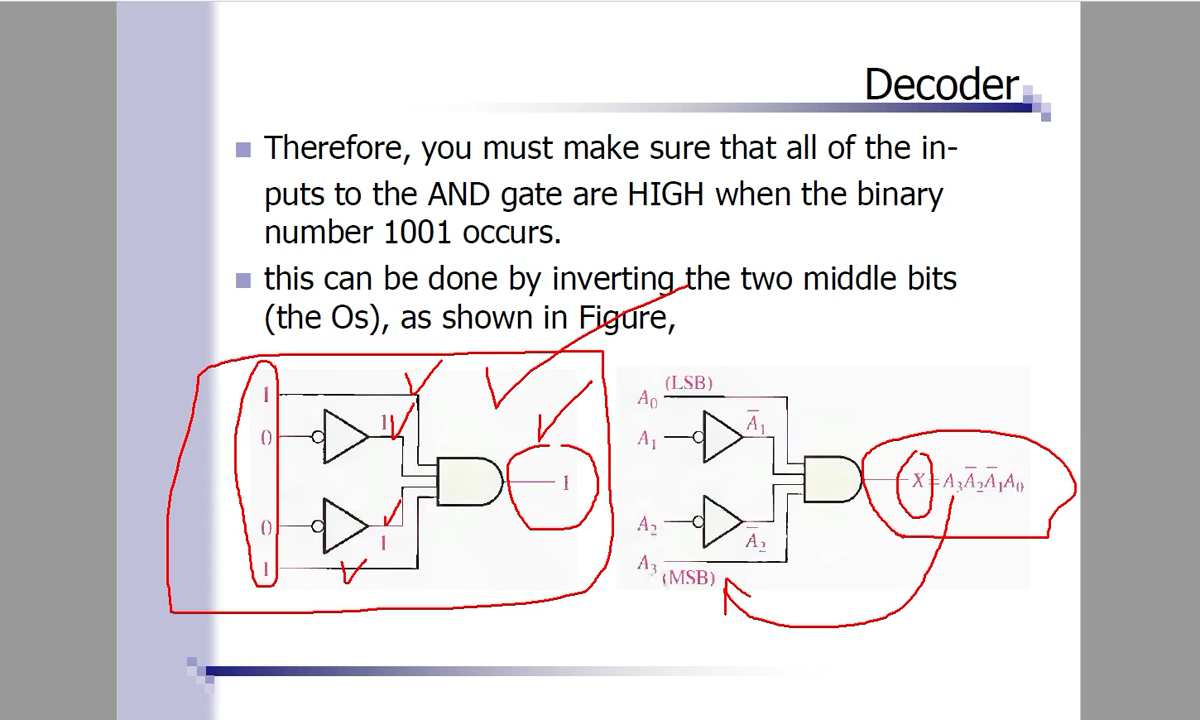 Decoder
Therefore, you must make sure that all of the in-
puts to the AND gate are HIGH when the binary
number 1001 occurs.
this can be done by inverting the two middle bits
(the Os), as shown in Figure,
1
0
1
0
1
1
1
A₀ (LSB)
A₁
A̅₁
A₂
A̅₂
A₃ (MSB)
X = A₃A̅₂A̅₁A₀